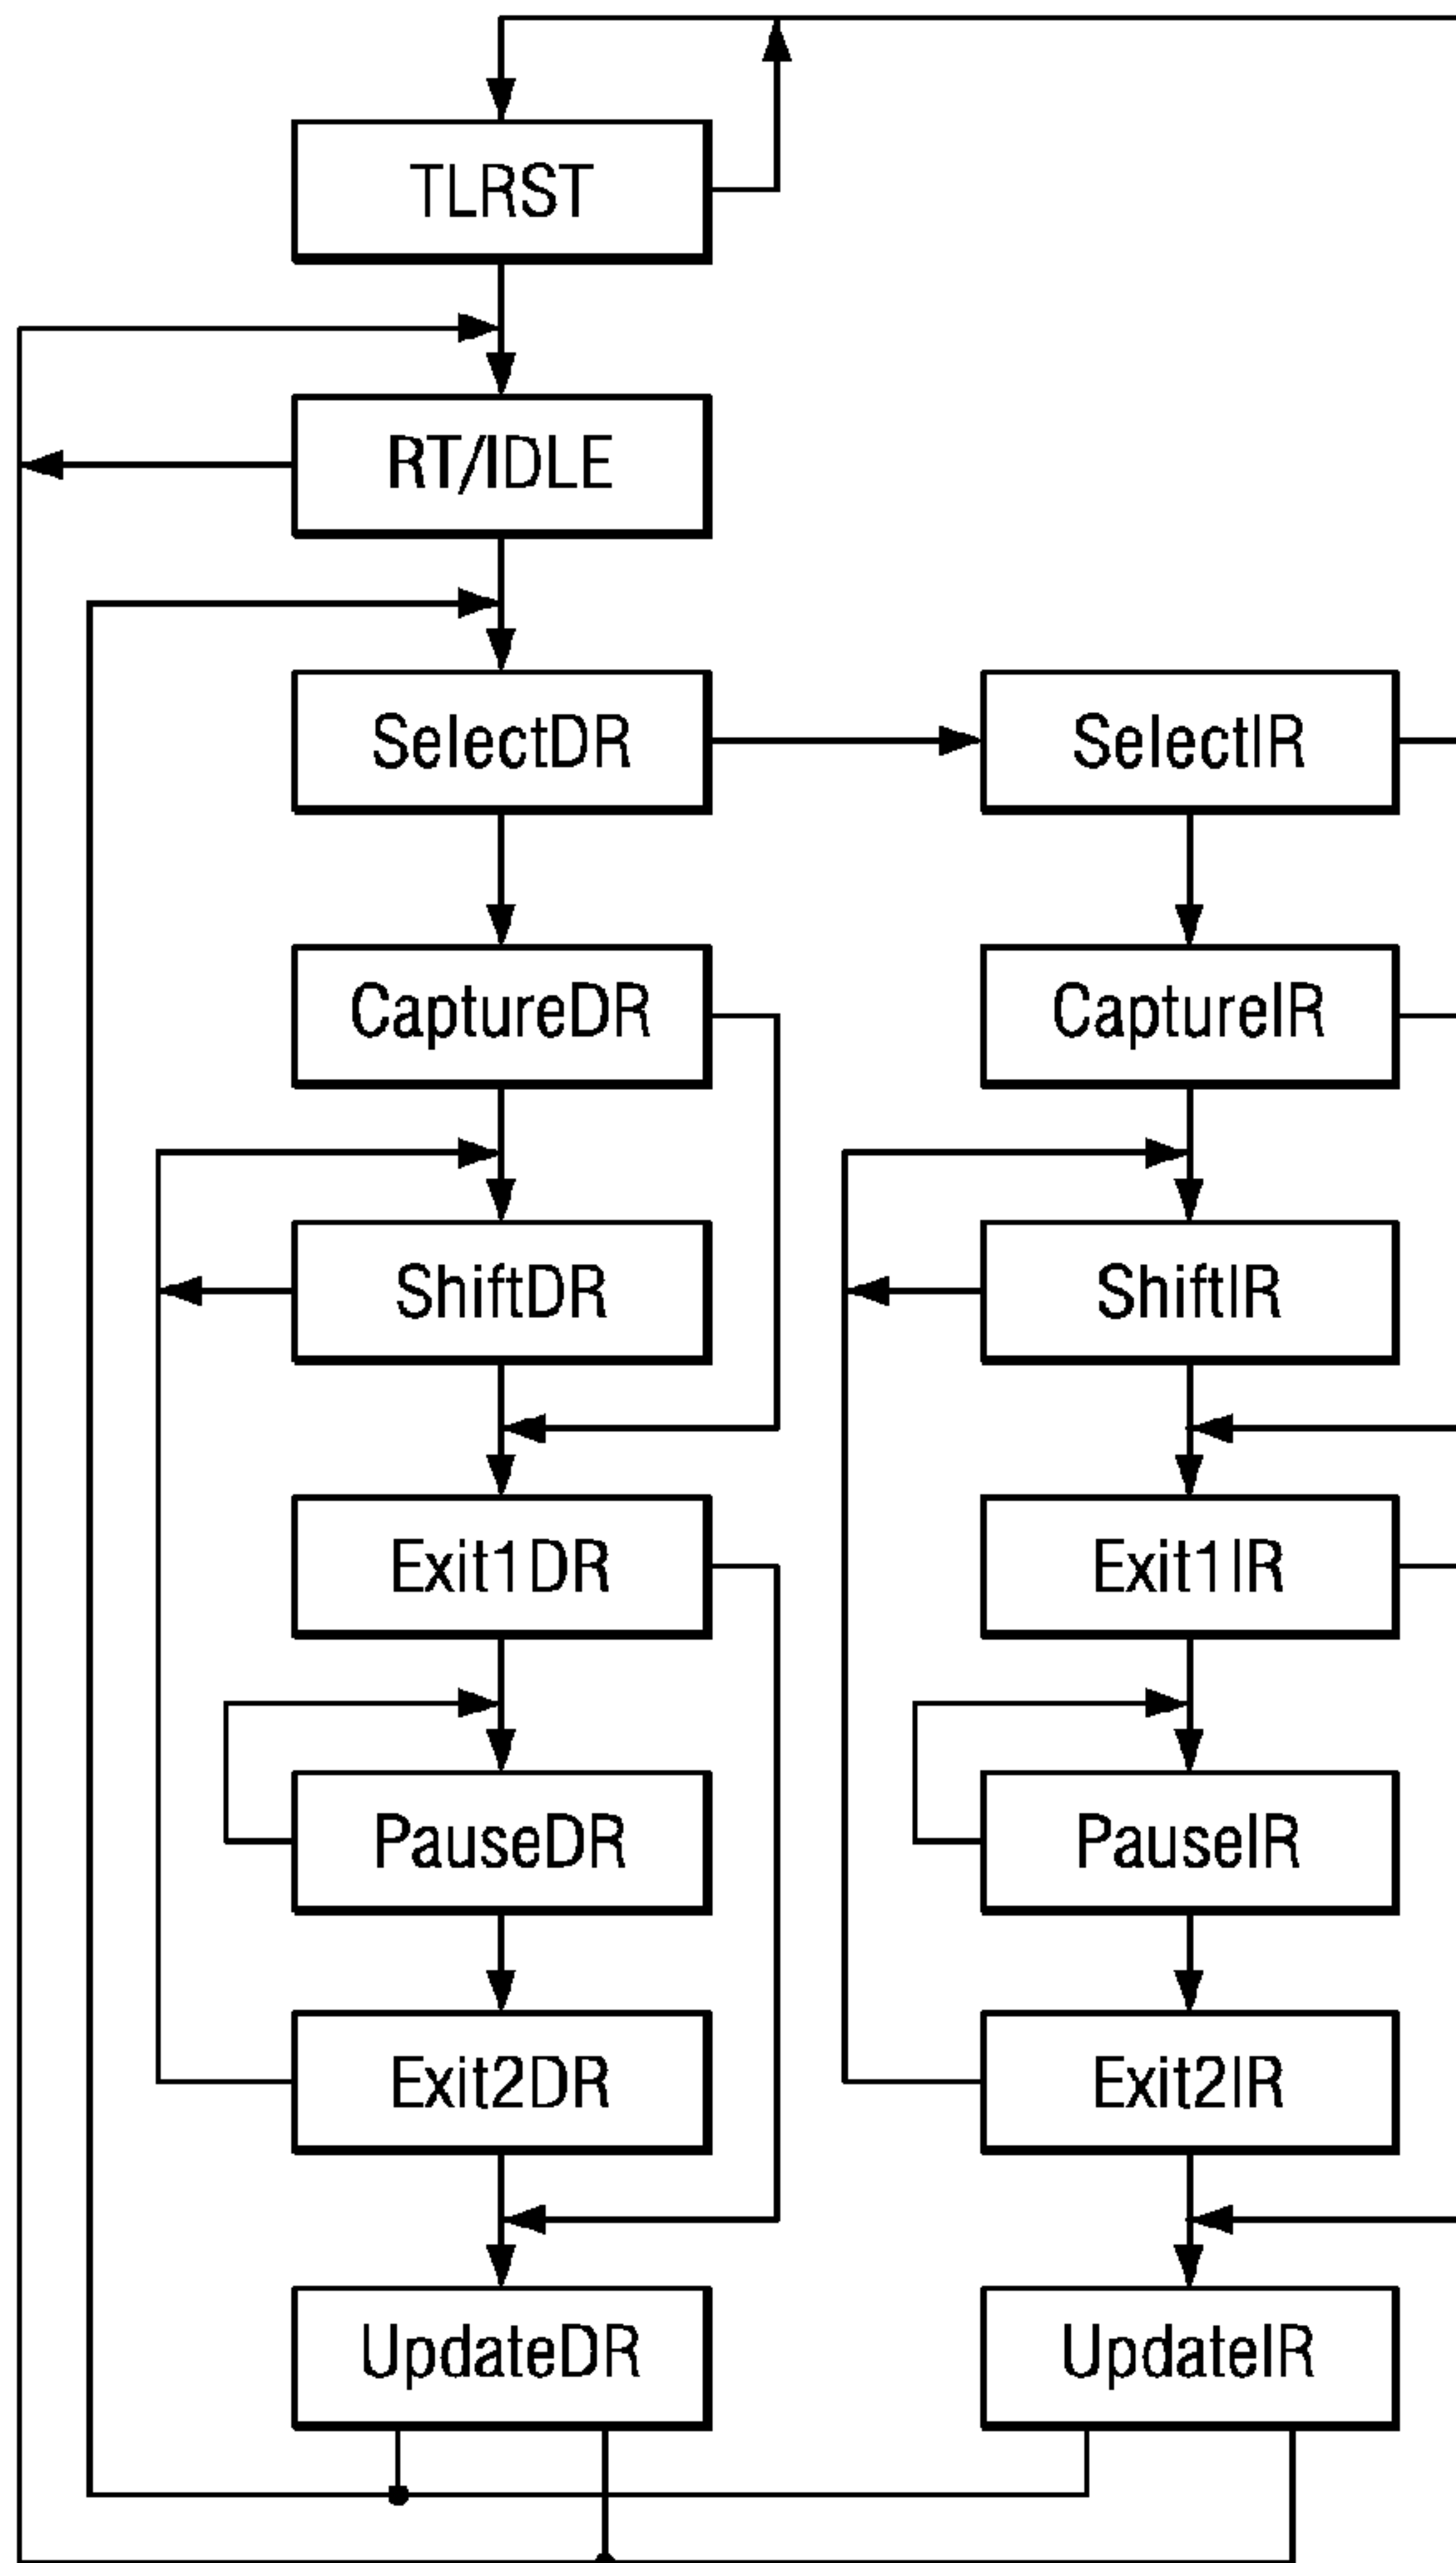 TLRST
RT/IDLE
SelectDR
SelectIR
CaptureDR
CaptureIR
ShiftDR
ShiftIR
Exit1DR
Exit1IR
PauseDR
PauseIR
Exit2DR
Exit2IR
UpdateDR
UpdateIR